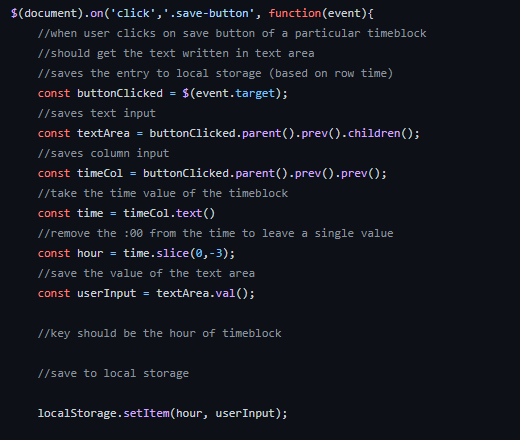 $(document).on('click','.save-button', function(event){
//when user clicks on save button of a particular timeblock
//should get the text written in text area
//saves the entry to local storage (based on row time)
const buttonClicked = $(event.target);
//saves text input
const textArea = buttonClicked.parent().prev().children();
//saves column input
const timeCol = buttonClicked.parent().prev().prev();
//take the time value of the timeblock
const time = timeCol.text()
//remove the :00 from the time to leave a single value
const hour = time.slice(0,-3);
//save the value of the text area
const userInput = textArea.val();
//key should be the hour of timeblock
//save to local storage
localStorage.setItem(hour, userInput);